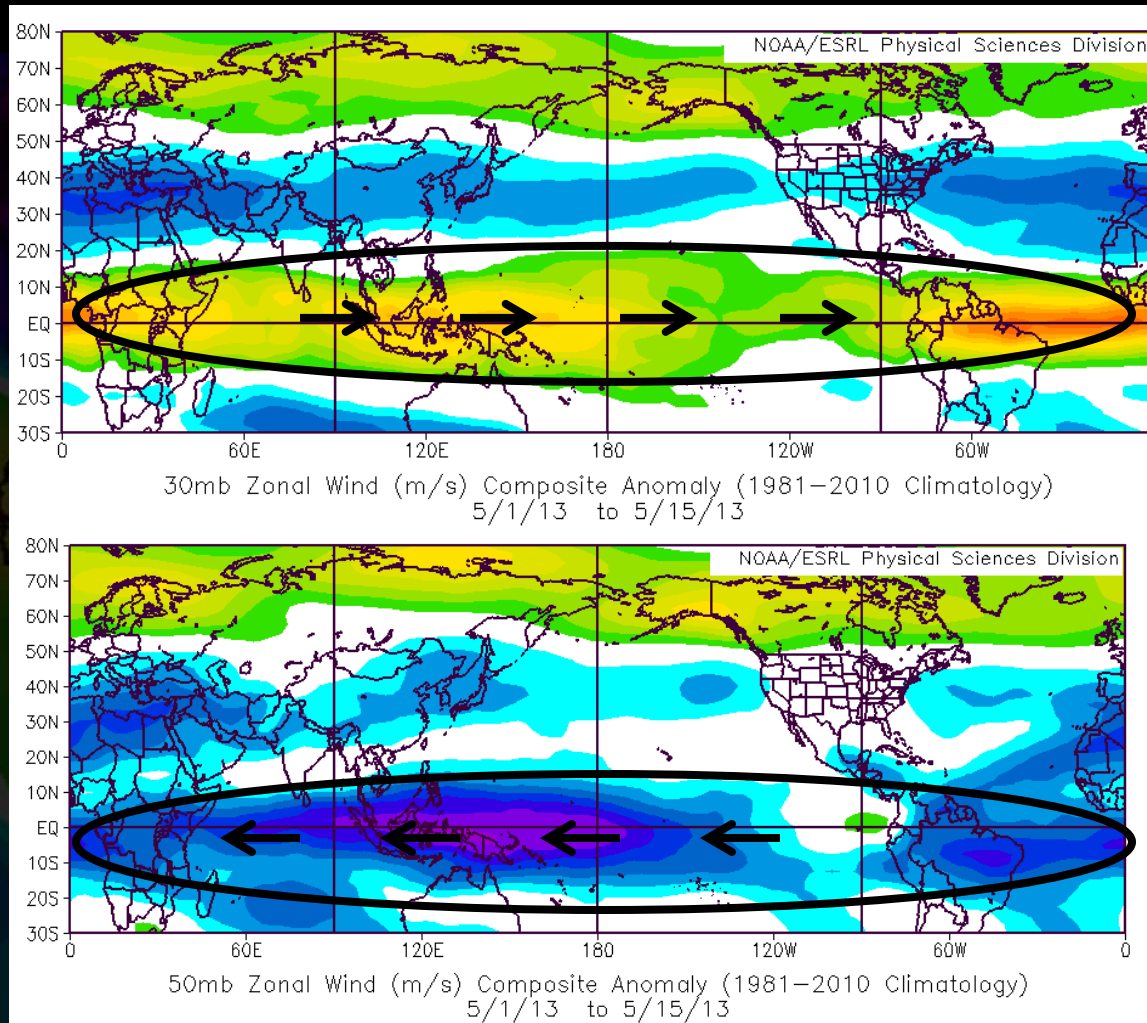 NOAA/ESRL Physical Sciences Division
80N
70N
60N
50N
40N
30N
20N
10N
EQ
10S
20S
30S
0 60E 120E 180 120W 60W
30mb Zonal Wind (m/s) Composite Anomaly (1981-2010 Climatology)
5/1/13 to 5/15/13
NOAA/ESRL Physical Sciences Division
80N
70N
60N
50N
40N
30N
20N
10N
EQ
10S
20S
30S
0 60E 120E 180 120W 60W 0
50mb Zonal Wind (m/s) Composite Anomaly (1981-2010 Climatology)
5/1/13 to 5/15/13